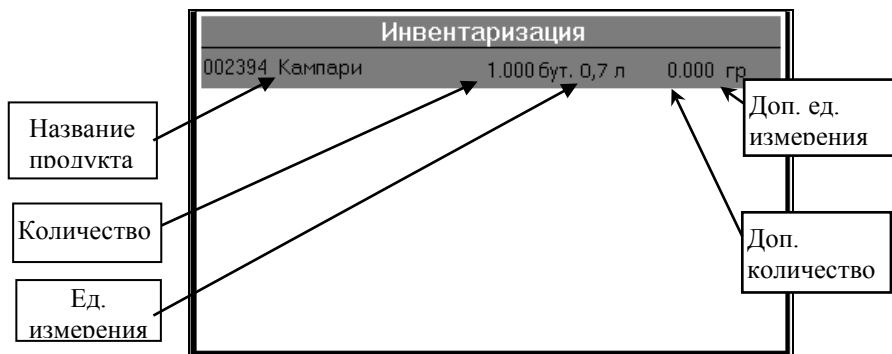 Инвентаризация
002394 Кампари 1.000 бут. 0,7 л 0.000 гр
Название
продукта
Количество
Ед.
измерения
Доп. ед.
измерения
Доп.
количество